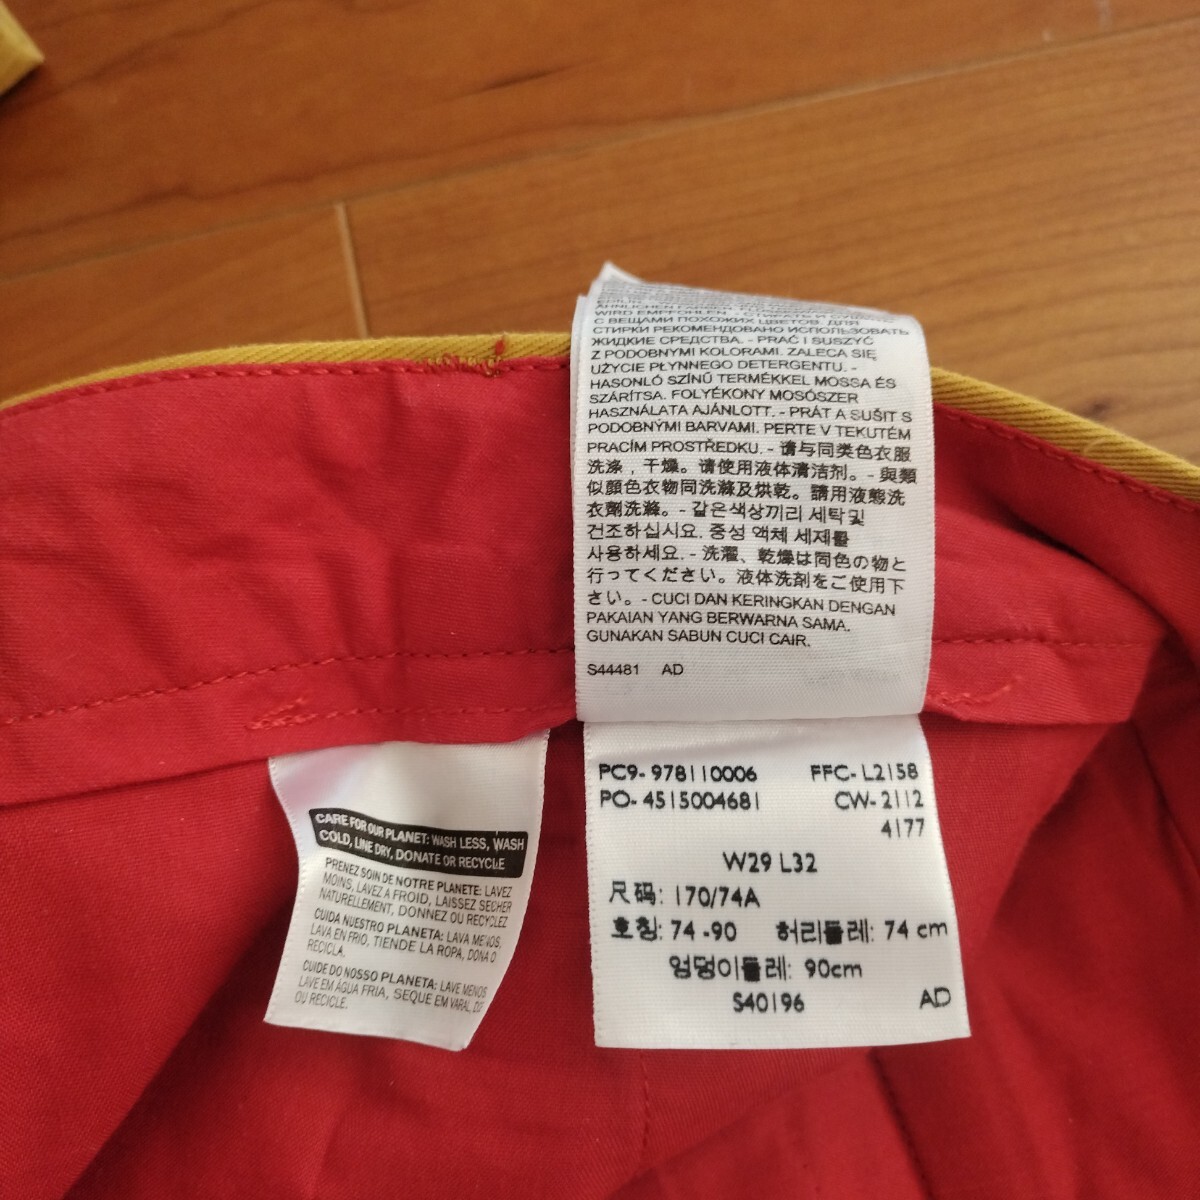 ÄHNLICHEN FARBEN
WIRD EMPFOHLEN - СТИРАТЬ И СУШИТЬ
С ВЕЩАМИ ПОХОЖИХ ЦВЕТОВ. ДЛЯ
СТИРКИ РЕКОМЕНДОВАНО ИСПОЛЬЗОВАТЬ
ЖИДКИЕ СРЕДСТВА. - PRAĆ I SUSZYĆ
Z PODOBNYMI KOLORAMI. ZALECA SIĘ
UŻYCIE PŁYNNEGO DETERGENTU. -
HASONLÓ SZÍNŰ TERMÉKKEL MOSSA ÉS
SZÁRÍTSA. FOLYÉKONY MOSÓSZER
HASZNÁLATA AJÁNLOTT. - PRÁT A SUŠIT S
PODOBNÝMI BARVAMI. PERTE V TEKUTÉM
PRACÍM PROSTŘEDKU. - 请与同类色衣服
洗涤，干燥。请使用液体清洁剂。- 與類
似顏色衣物同洗滌及烘乾。請用液態洗
衣劑洗滌。- 같은색상끼리 세탁및
건조하십시요. 중성 액체 세제를
사용하세요. - 洗濯、乾燥は同色の物と
行ってください。液体洗剤をご使用下
さい。- CUCI DAN KERINGKAN DENGAN
PAKAIAN YANG BERWARNA SAMA.
GUNAKAN SABUN CUCI CAIR.
S44481 AD
PC9- 978110006 FFC- L2158
PO- 4515004681 CW- 2112
4177
W29 L32
尺码: 170/74A
호칭: 74 -90 허리둘레: 74 cm
엉덩이둘레: 90cm
S40196 AD
CARE FOR OUR PLANET: WASH LESS, WASH
COLD, LINE DRY, DONATE OR RECYCLE
PRENEZ SOIN DE NOTRE PLANETE: LAVEZ
MOINS, LAVEZ A FROID, LAISSEZ SECHER
NATURELLEMENT, DONNEZ OU RECYCLEZ
CUIDA NUESTRO PLANETA: LAVA MENOS,
LAVA EN FRIO, TIENDE LA ROPA, DONA O
RECICLA.
CUIDE DO NOSSO PLANETA: LAVE MENOS
LAVE EM ÁGUA FRIA, SEQUE EM VARAL,
OU RECICLE.